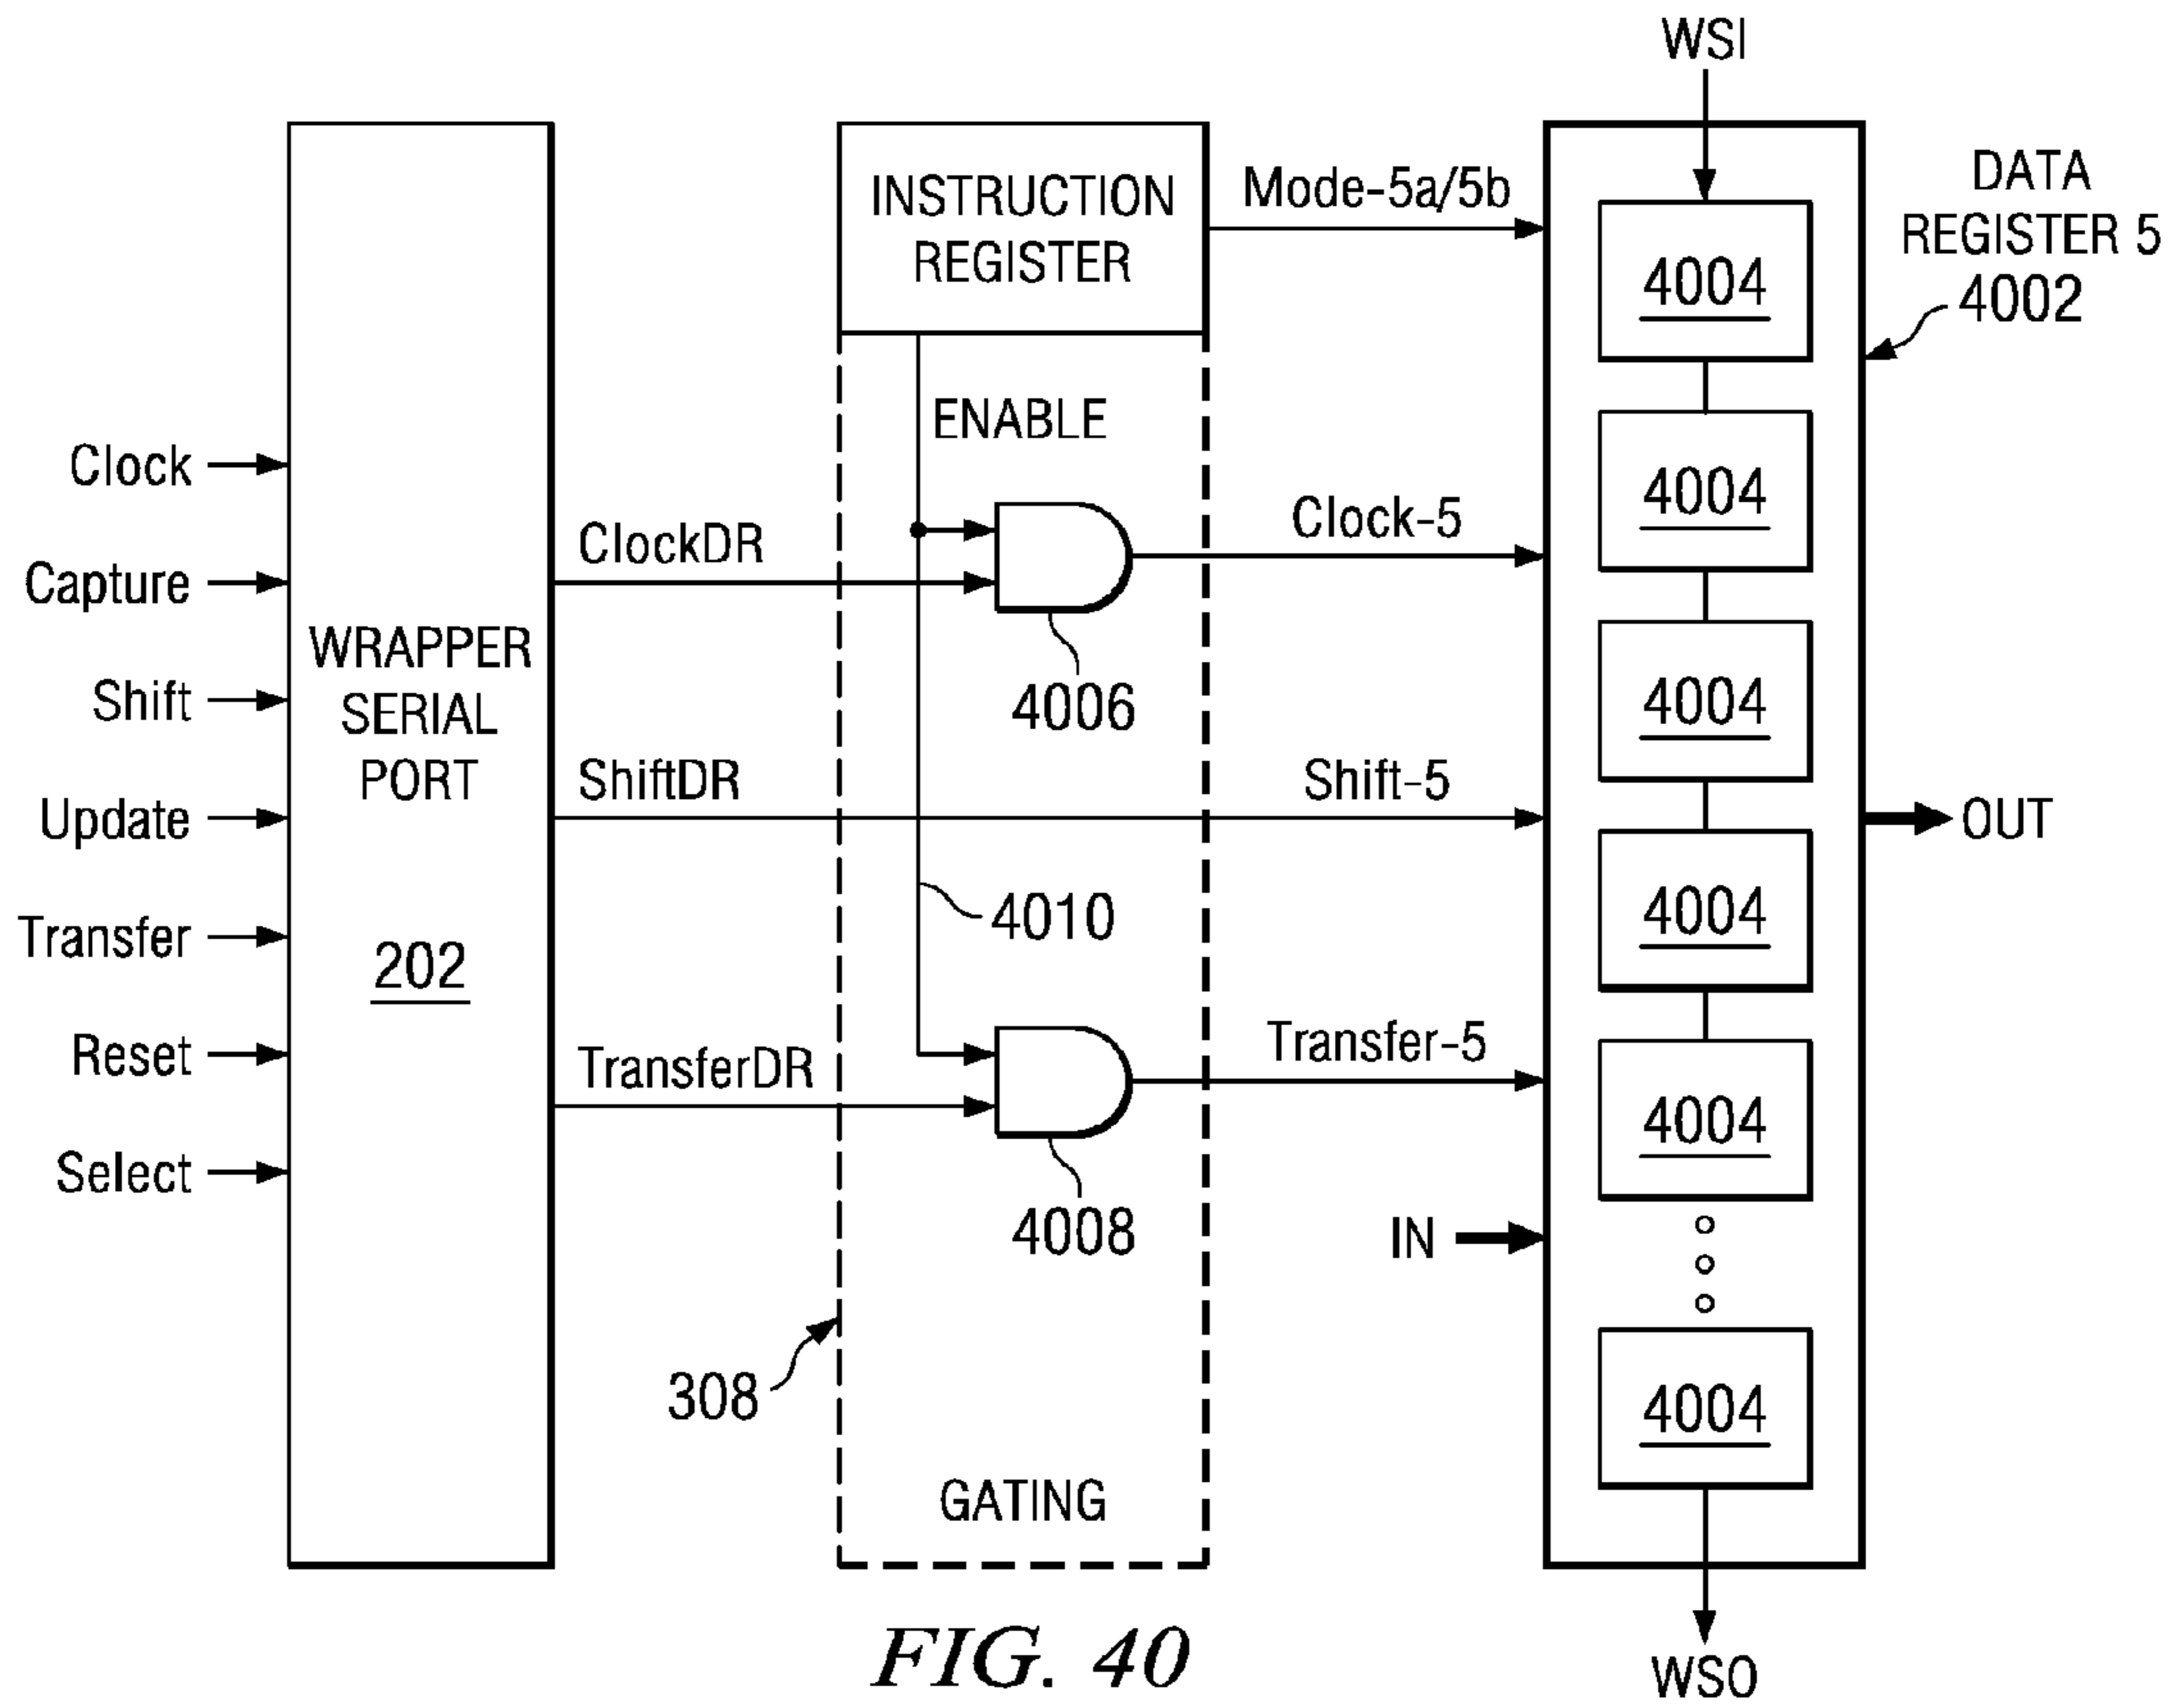 WSI
DATA
REGISTER 5
4002
INSTRUCTION
REGISTER
Mode-5a/5b
4004
ENABLE
Clock
ClockDR
Clock-5
4004
Capture
4006
WRAPPER
SERIAL
PORT
202
Shift
4004
ShiftDR
Shift-5
Update
OUT
4004
4010
Transfer
Reset
TransferDR
Transfer-5
4004
Select
4008
IN
308
4004
GATING
FIG. 40
WSO